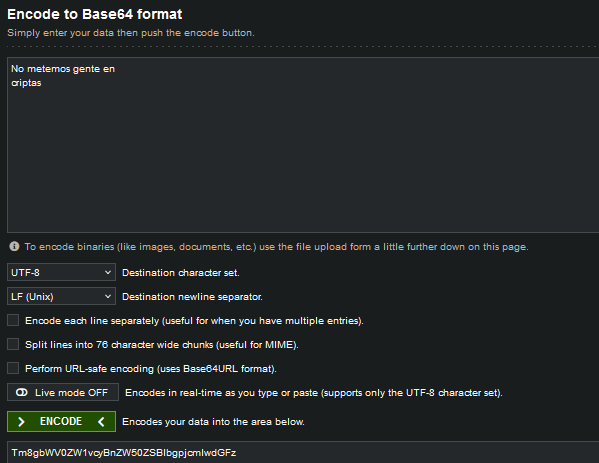 Encode to Base64 format
Simply enter your data then push the encode button.
No metemos gente en
criptas
To encode binaries (like images, documents, etc.) use the file upload form a little further down on this page.
UTF-8 Destination character set.
LF (Unix) Destination newline separator.
Encode each line separately (useful for when you have multiple entries).
Split lines into 76 character wide chunks (useful for MIME).
Perform URL-safe encoding (uses Base64URL format).
Live mode OFF Encodes in real-time as you type or paste (supports only the UTF-8 character set).
> ENCODE < Encodes your data into the area below.
Tm8gbWV0ZW1vcyBnZW50ZSBlbgpjcmlwdGFz